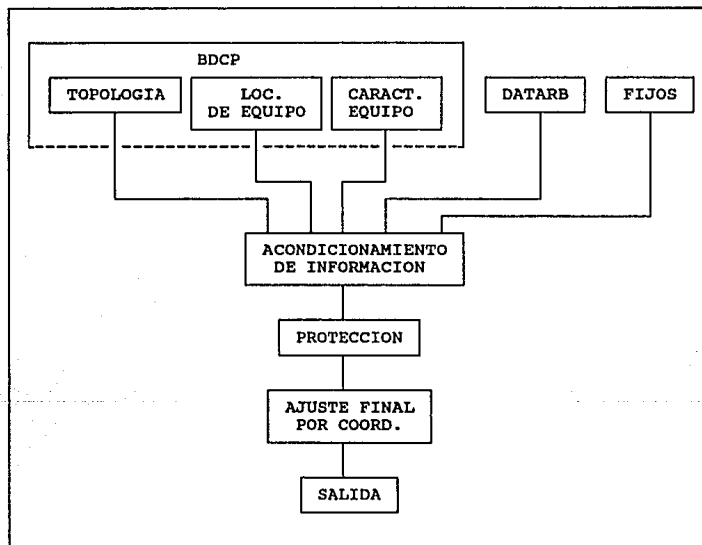 BDCP
TOPOLOGIA
LOC.
DE EQUIPO
CARACT.
EQUIPO
DATARB
FIJOS
ACONDICIONAMIENTO
DE INFORMACION
PROTECCION
AJUSTE FINAL
POR COORD.
SALIDA